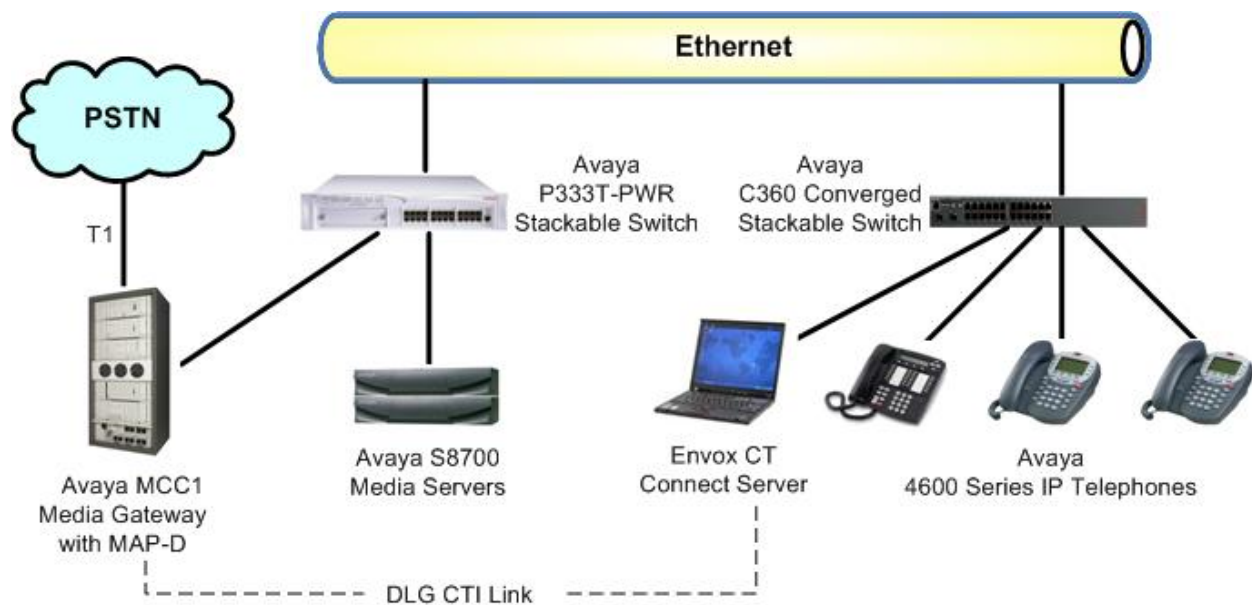 Ethernet
PSTN
T1
Avaya
P333T-PWR
Stackable Switch
Avaya
C360 Converged
Stackable Switch
Avaya MCC1
Media Gateway
with MAP-D
Avaya S8700
Media Servers
Envox CT
Connect Server
Avaya
4600 Series IP Telephones
DLG CTI Link